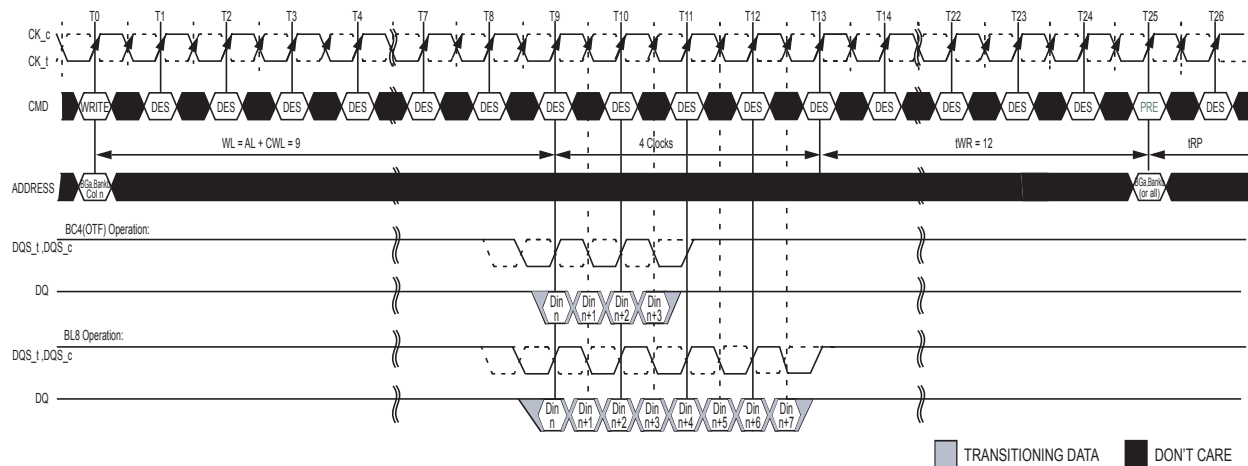 T0 T1 T2 T3 T4 T7 T8 T9 T10 T11 T12 T13 T14 T22 T23 T24 T25 T26
CK_c
CK_t
CMD WRITE DES DES DES DES DES DES DES DES DES DES DES DES DES DES DES PRE DES
WL = AL + CWL = 9 4 Clocks tWR = 12 tRP
ADDRESS BGa,Bankb BGa,Bankb
Col n (or all)
BC4(OTF) Operation:
DQS_t ,DQS_c
DQ Din Din Din Din
n n+1 n+2 n+3
BL8 Operation:
DQS_t ,DQS_c
DQ Din Din Din Din Din Din Din Din
n n+1 n+2 n+3 n+4 n+5 n+6 n+7
TRANSITIONING DATA DON'T CARE